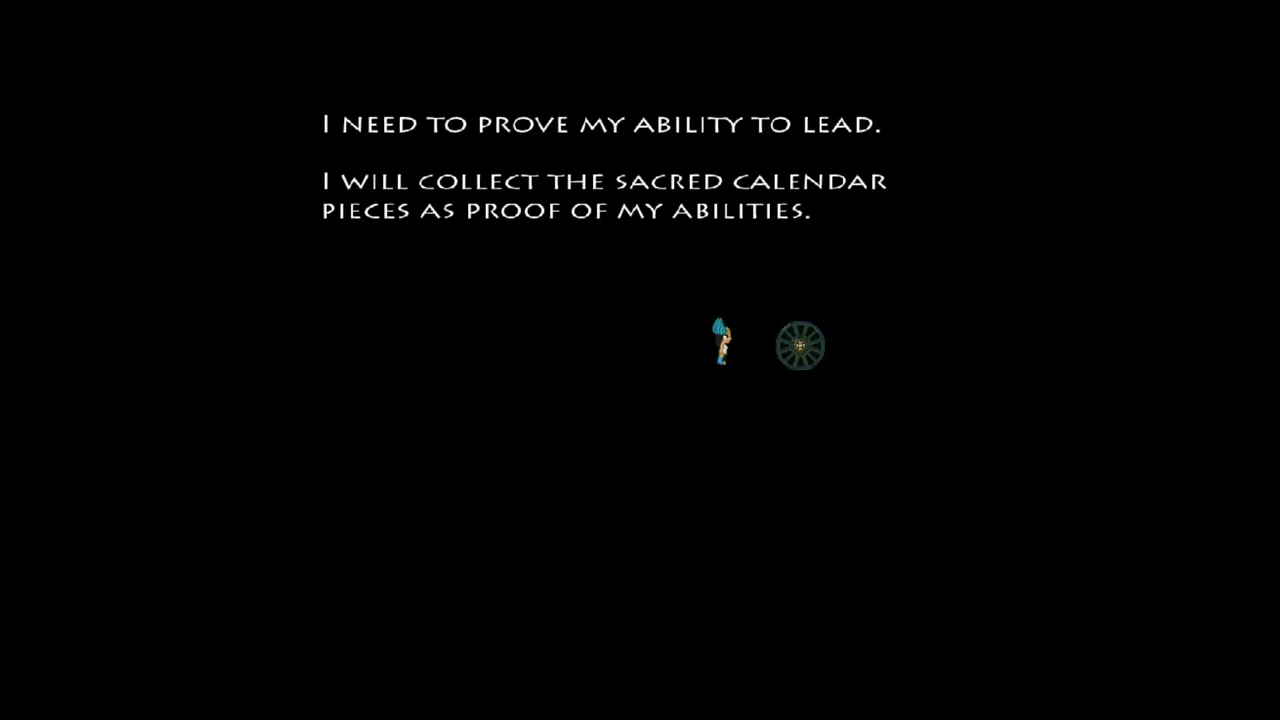 I NEED TO PROVE MY ABILITY TO LEAD.
I WILL COLLECT THE SACRED CALENDAR
PIECES AS PROOF OF MY ABILITIES.